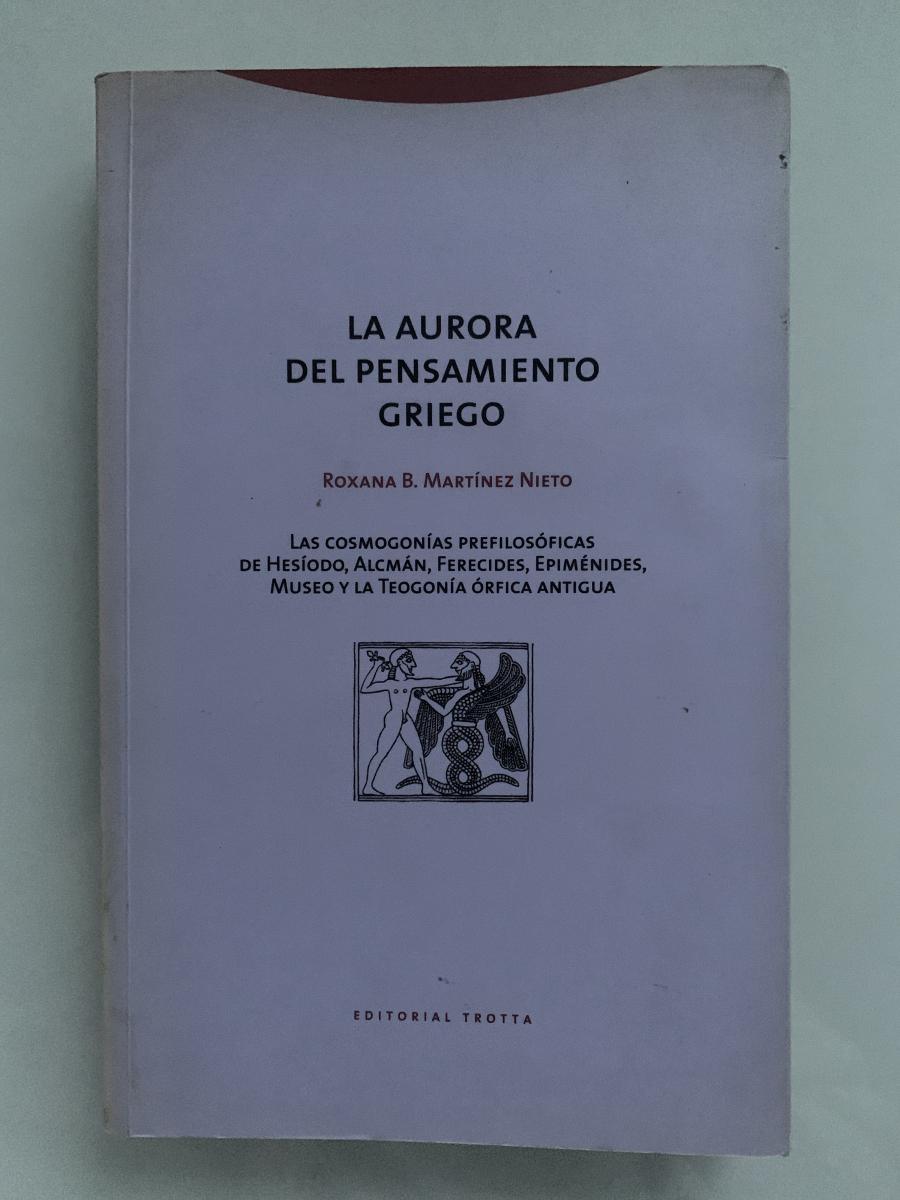 LA AURORA
DEL PENSAMIENTO
GRIEGO
ROXANA B. MARTÍNEZ NIETO
LAS COSMOGONÍAS PREFILOSÓFICAS
DE HESÍODO, ALCMÁN, FERECIDES, EPIMÉNIDES,
MUSEO Y LA TEOGONÍA ÓRFICA ANTIGUA
EDITORIAL TROTTA